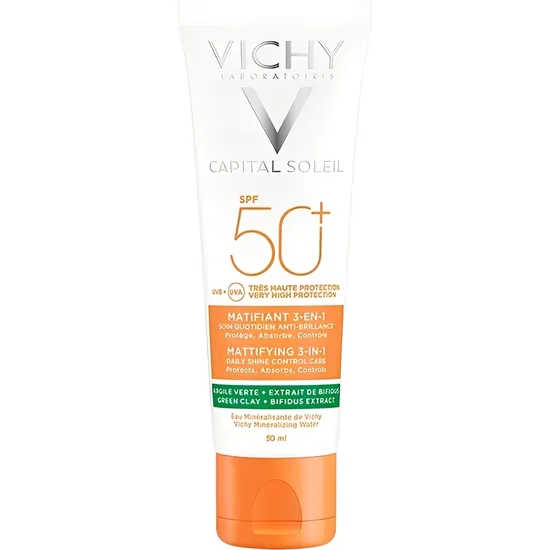 VICHY
LABORATOIRES
CAPITAL SOLEIL
SPF
50+
UVB + UVA
TRÈS HAUTE PROTECTION
VERY HIGH PROTECTION
MATIFIANT 3-EN-1
SOIN QUOTIDIEN ANTI-BRILLANCE
Protège, Absorbe, Contrôle
MATTIFYING 3-IN-1
DAILY SHINE CONTROL CARE
Protects, Absorbs, Controls
ARGILE VERTE + EXTRAIT DE BIFIDUS
GREEN CLAY + BIFIDUS EXTRACT
Eau Minéralisante de Vichy
Vichy Mineralizing Water
50 ml